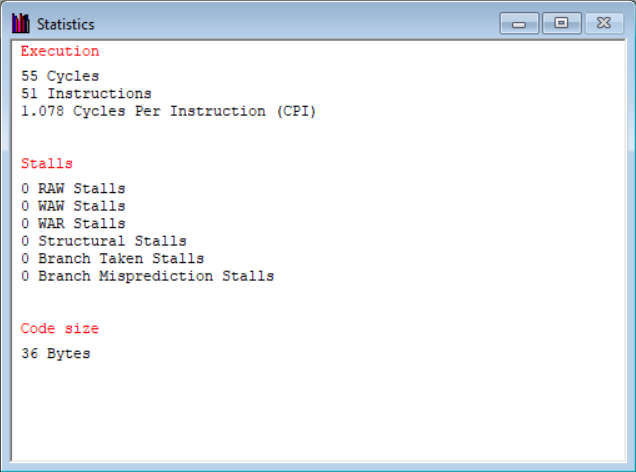 Statistics
Execution
55 Cycles
51 Instructions
1.078 Cycles Per Instruction (CPI)
Stalls
0 RAW Stalls
0 WAW Stalls
0 WAR Stalls
0 Structural Stalls
0 Branch Taken Stalls
0 Branch Misprediction Stalls
Code size
36 Bytes